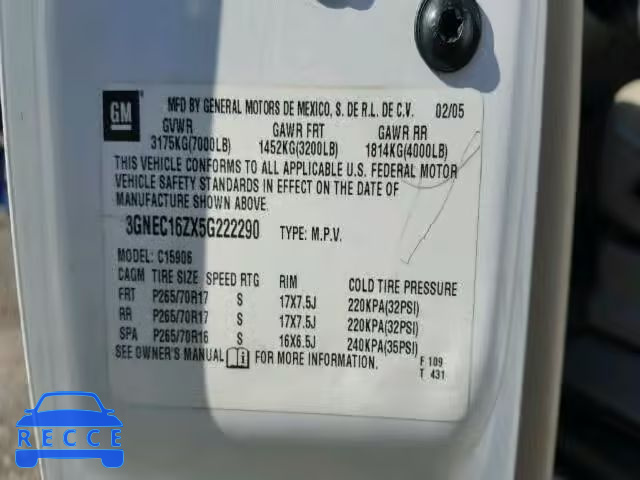 GM
MFD BY GENERAL MOTORS DE MEXICO, S. DE R.L. DE C.V. 02/05
GVWR GAWR FRT GAWR RR
3175KG(7000LB) 1452KG(3200LB) 1814KG(4000LB)
THIS VEHICLE CONFORMS TO ALL APPLICABLE U.S. FEDERAL MOTOR
VEHICLE SAFETY STANDARDS IN EFFECT ON THE DATE OF
MANUFACTURE SHOWN ABOVE.
3GNEC16ZX5G222290 TYPE: M.P.V.
MODEL: C15906
CAGM TIRE SIZE SPEED RTG RIM COLD TIRE PRESSURE
FRT P265/70R17 S 17X7.5J 220KPA(32PSI)
RR P265/70R17 S 17X7.5J 220KPA(32PSI)
SPA P265/70R16 S 16X6.5J 240KPA(35PSI)
SEE OWNER'S MANUAL i FOR MORE INFORMATION.
F 109
T 431
RECCE